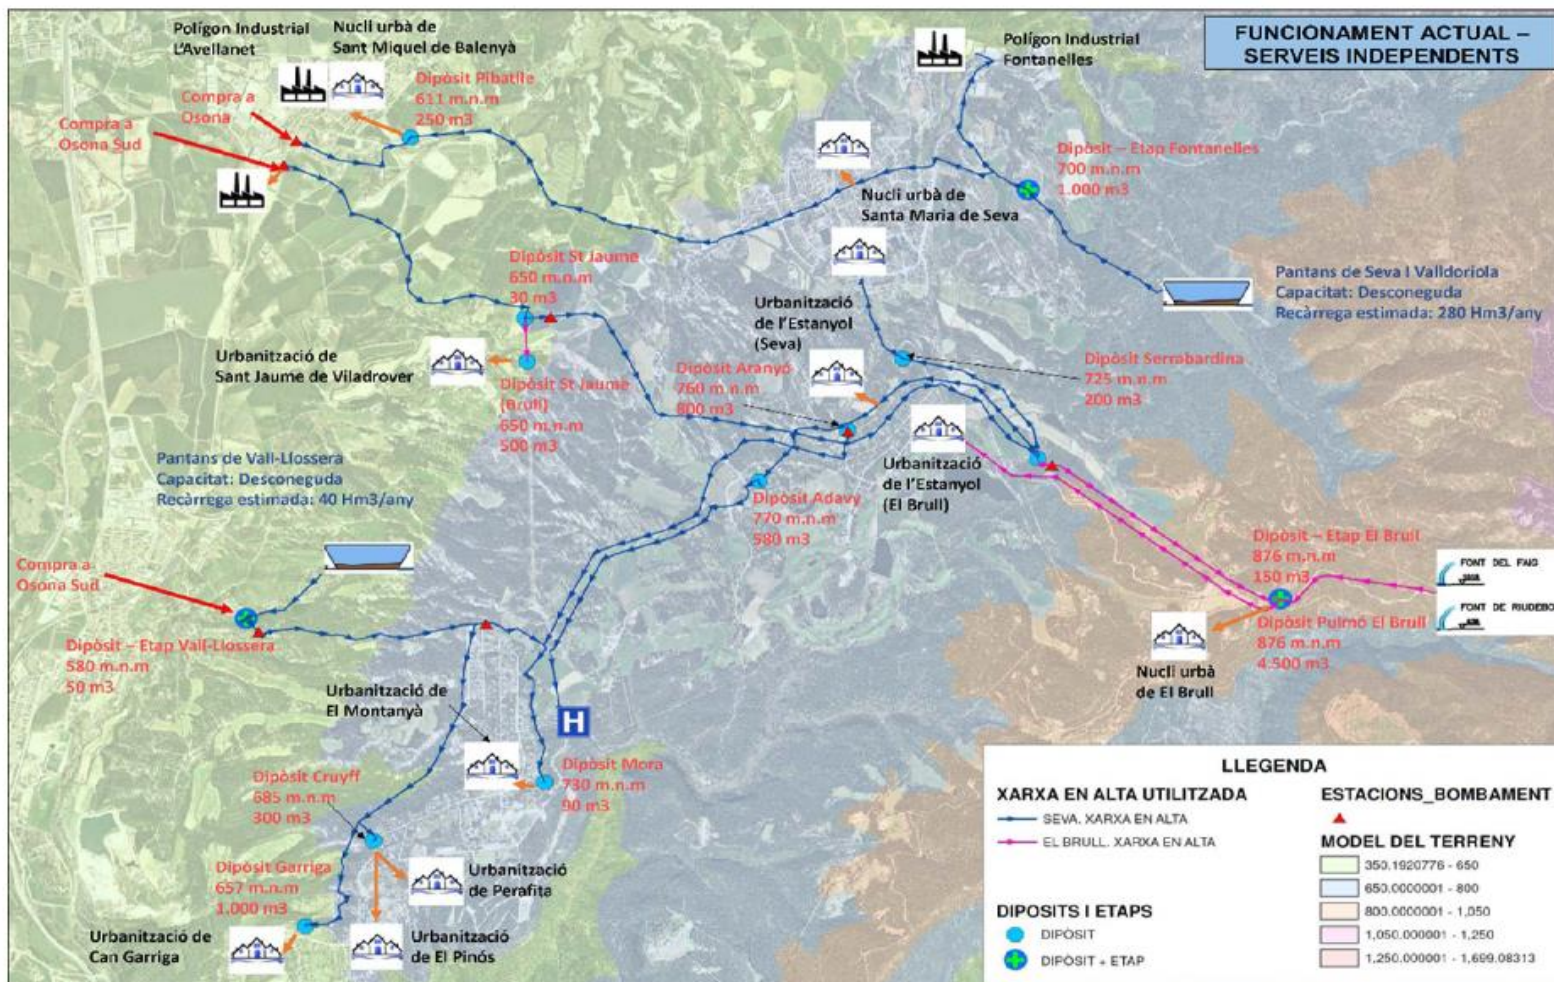 FUNCIONAMENT ACTUAL –
SERVEIS INDEPENDENTS
Polígon Industrial
L'Avellanet
Nucli urbà de
Sant Miquel de Balenyà
Polígon Industrial
Fontanelles
Dipòsit Pibatlle
611 m.n.m
250 m3
Compra a
Osona
Compra a
Osona Sud
Dipòsit – Etap Fontanelles
700 m.n.m
1.000 m3
Nucli urbà de
Santa Maria de Seva
Dipòsit St Jaume
650 m.n.m
30 m3
Pantans de Seva I Valldoriola
Capacitat: Desconeguda
Recàrrega estimada: 280 Hm3/any
Urbanització
de l'Estanyol
(Seva)
Urbanització de
Sant Jaume de Viladrover
Dipòsit St Jaume
(Brull)
650 m.n.m
500 m3
Dipòsit Aranyó
760 m.n.m
800 m3
Dipòsit Serrabardina
725 m.n.m
200 m3
Pantans de Vall-Llossera
Capacitat: Desconeguda
Recàrrega estimada: 40 Hm3/any
Urbanització
de l'Estanyol
(El Brull)
Dipòsit Adavy
770 m.n.m
580 m3
Dipòsit – Etap El Brull
876 m.n.m
150 m3
FONT DEL FAIG
FONT DE RIUDEBO
Compra a
Osona Sud
Dipòsit Pulmó El Brull
876 m.n.m
4.500 m3
Dipòsit – Etap Vall-Llossera
580 m.n.m
50 m3
Nucli urbà
de El Brull
Urbanització de
El Montanyà
H
Dipòsit Cruyff
685 m.n.m
300 m3
Dipòsit Mora
730 m.n.m
90 m3
Dipòsit Garriga
657 m.n.m
1.000 m3
Urbanització
de Perafita
Urbanització de
Can Garriga
Urbanització
de El Pinós
LLEGENDA
XARXA EN ALTA UTILITZADA
SEVA. XARXA EN ALTA
EL BRULL. XARXA EN ALTA
DIPOSITS I ETAPS
DIPÒSIT
DIPÒSIT + ETAP
ESTACIONS_BOMBAMENT
MODEL DEL TERRENY
350.1920776 - 650
650.0000001 - 800
800.0000001 - 1,050
1,050.000001 - 1,250
1,250.000001 - 1,699.08313